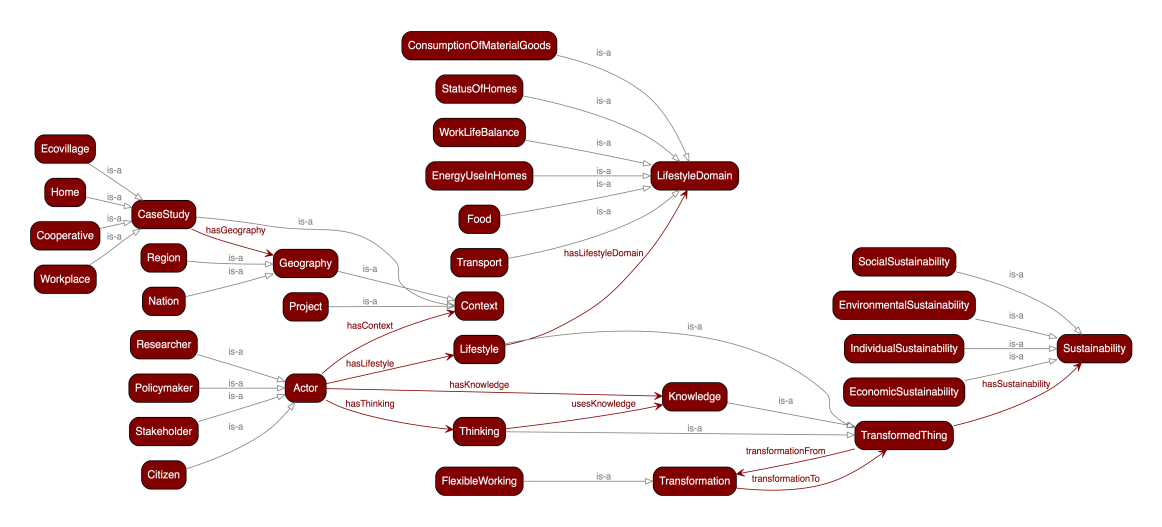 ConsumptionOfMaterialGoods
is-a
StatusOfHomes
is-a
WorkLifeBalance
is-a
Ecovillage
is-a
EnergyUseInHomes
is-a
LifestyleDomain
is-a
Home
is-a
CaseStudy
is-a
Food
is-a
is-a
Cooperative
hasGeography
is-a
Workplace
Region
is-a
is-a
Geography
is-a
Transport
hasLifestyleDomain
SocialSustainability
is-a
Nation
Project
is-a
Context
EnvironmentalSustainability
is-a
hasContext
is-a
Researcher
is-a
Lifestyle
IndividualSustainability
is-a
is-a
Sustainability
hasLifestyle
Policymaker
is-a
is-a
Actor
hasKnowledge
Knowledge
is-a
EconomicSustainability
hasSustainability
hasThinking
usesKnowledge
Stakeholder
is-a
Thinking
is-a
TransformedThing
transformationFrom
Citizen
FlexibleWorking
is-a
Transformation
transformationTo